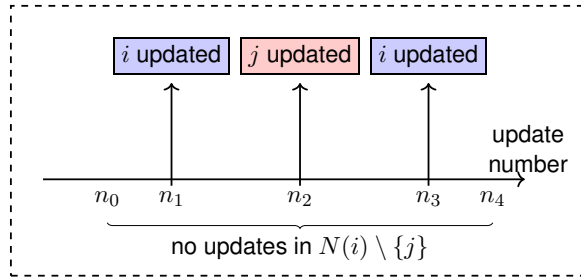 i updated
j updated
i updated
update
number
n₀
n₁
n₂
n₃
n₄
no updates in N(i) \ {j}